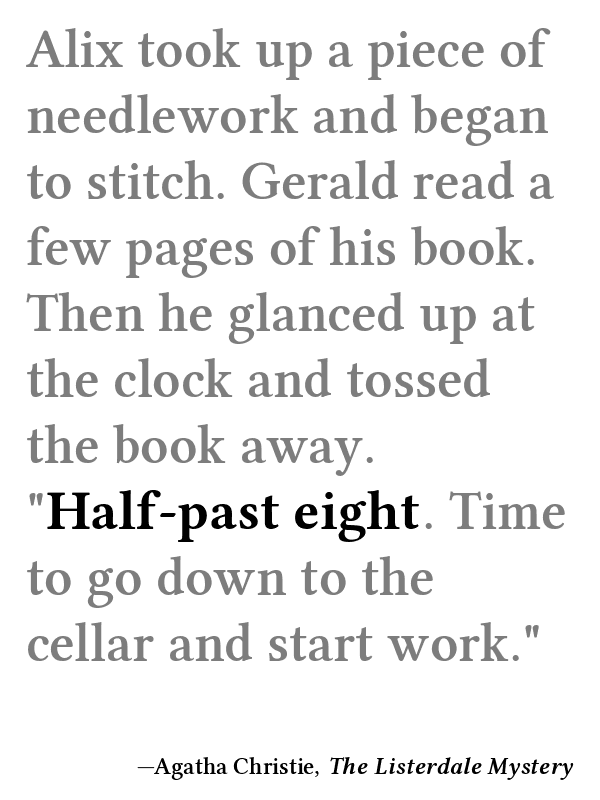 Alix took up a piece of
needlework and began
to stitch. Gerald read a
few pages of his book.
Then he glanced up at
the clock and tossed
the book away.
"Half-past eight. Time
to go down to the
cellar and start work."
—Agatha Christie, The Listerdale Mystery